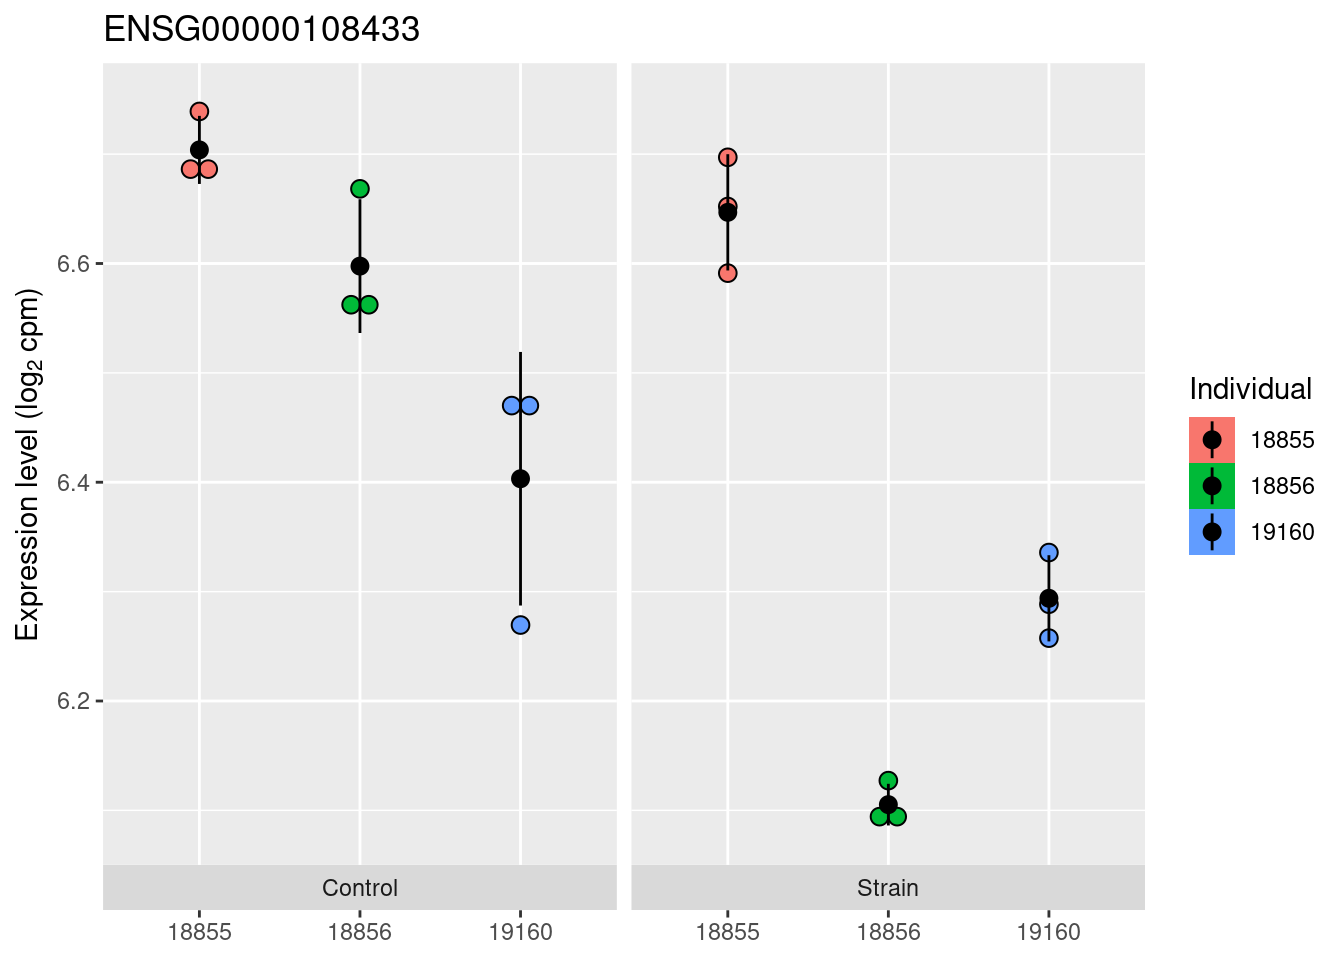 ENSG00000108433
Expression level (log₂ cpm)
6.6
6.4
6.2
Control
Strain
18855
18856
19160
18855
18856
19160
Individual
18855
18856
19160